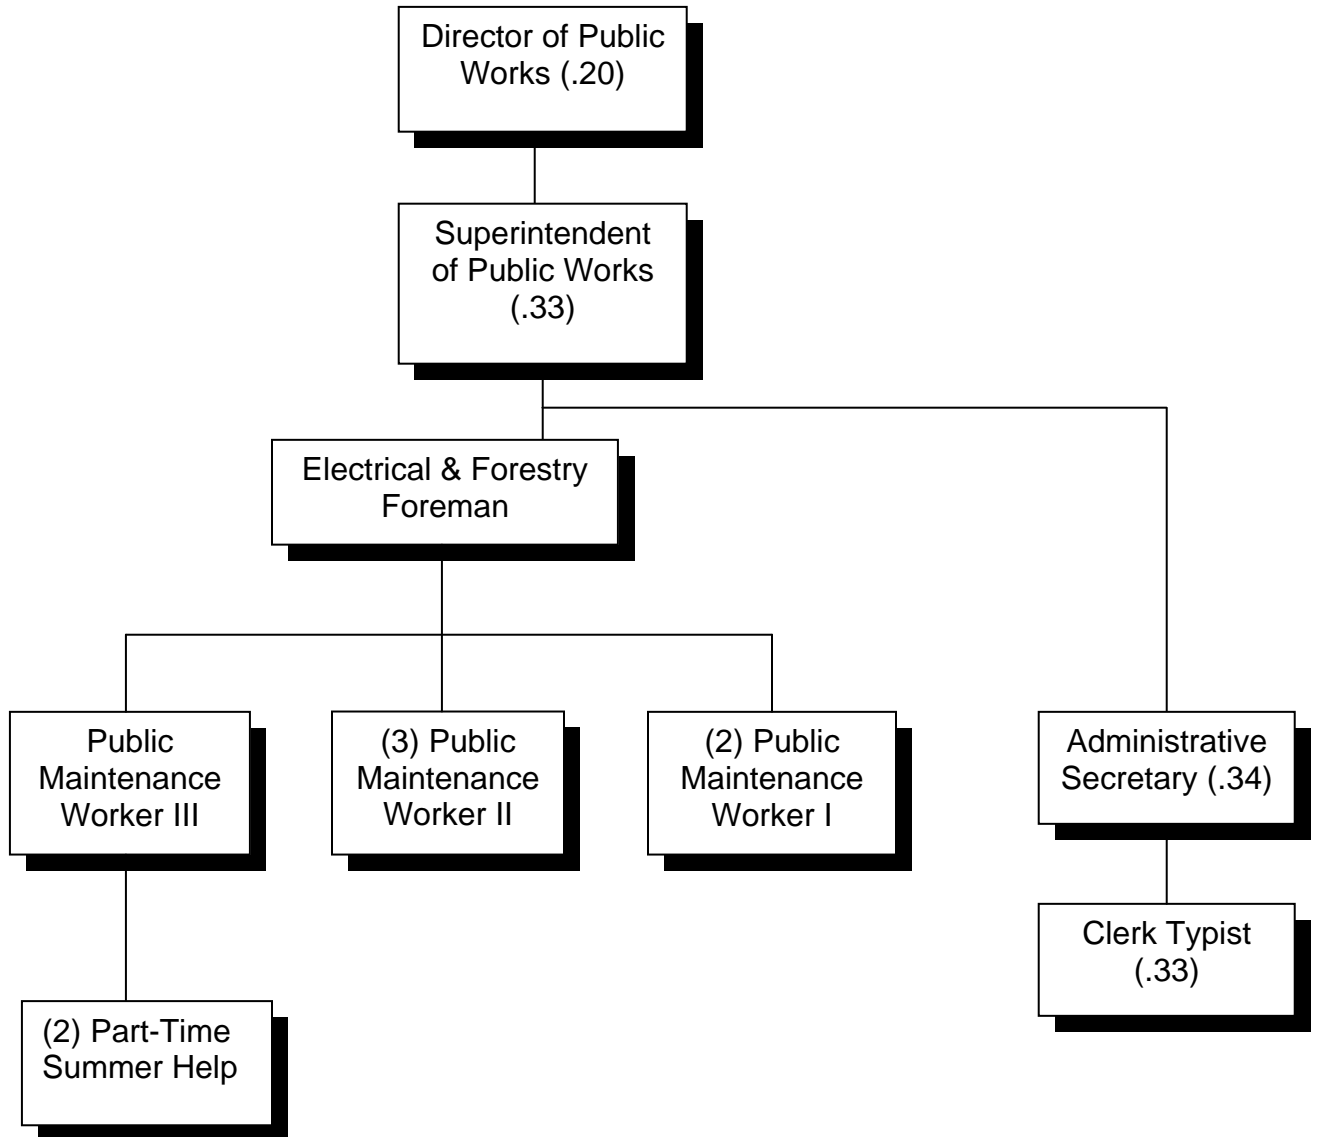 Director of Public
Works (.20)
Superintendent
of Public Works
(.33)
Electrical & Forestry
Foreman
Public
Maintenance
Worker III
(3) Public
Maintenance
Worker II
(2) Public
Maintenance
Worker I
Administrative
Secretary (.34)
Clerk Typist
(.33)
(2) Part-Time
Summer Help